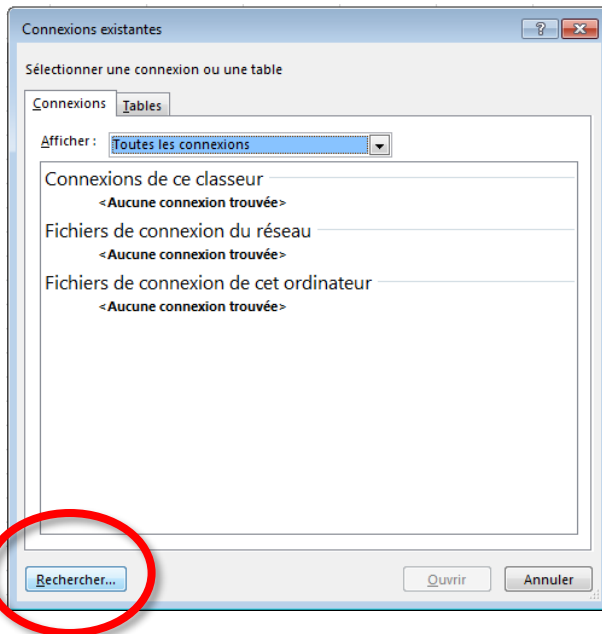 Connexions existantes
Sélectionner une connexion ou une table
Connexions Tables
Afficher : Toutes les connexions
Connexions de ce classeur
<Aucune connexion trouvée>
Fichiers de connexion du réseau
<Aucune connexion trouvée>
Fichiers de connexion de cet ordinateur
<Aucune connexion trouvée>
Rechercher... Ouvrir Annuler